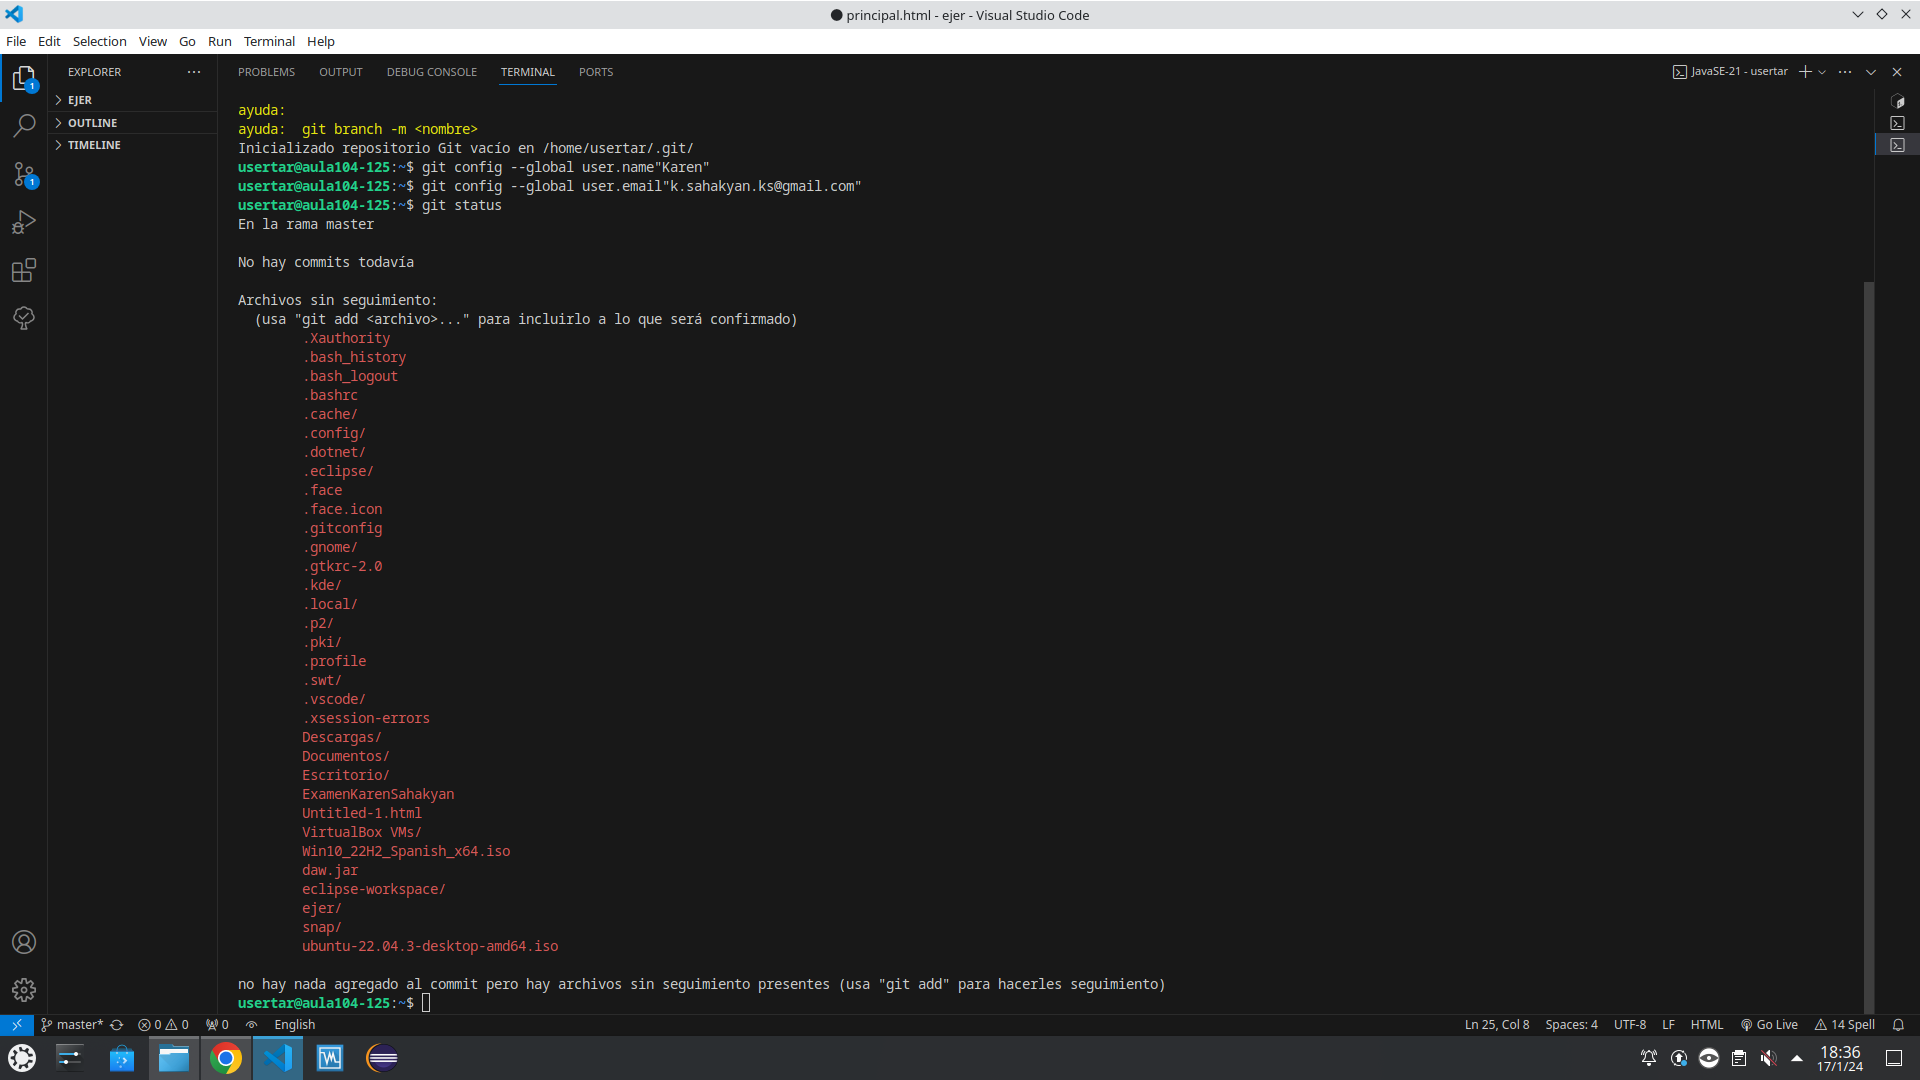 principal.html - ejer - Visual Studio Code
File Edit Selection View Go Run Terminal Help
EXPLORER
EJER
OUTLINE
TIMELINE
1
1
PROBLEMS OUTPUT DEBUG CONSOLE TERMINAL PORTS
JavaSE-21 - usertar
ayuda:
ayuda:  git branch -m <nombre>
Inicializado repositorio Git vacío en /home/usertar/.git/
usertar@aula104-125:~$ git config --global user.name"Karen"
usertar@aula104-125:~$ git config --global user.email"k.sahakyan.ks@gmail.com"
usertar@aula104-125:~$ git status
En la rama master
No hay commits todavía
Archivos sin seguimiento:
(usa "git add <archivo>..." para incluirlo a lo que será confirmado)
.Xauthority
.bash_history
.bash_logout
.bashrc
.cache/
.config/
.dotnet/
.eclipse/
.face
.face.icon
.gitconfig
.gnome/
.gtkrc-2.0
.kde/
.local/
.p2/
.pki/
.profile
.swt/
.vscode/
.xsession-errors
Descargas/
Documentos/
Escritorio/
ExamenKarenSahakyan
Untitled-1.html
VirtualBox VMs/
Win10_22H2_Spanish_x64.iso
daw.jar
eclipse-workspace/
ejer/
snap/
ubuntu-22.04.3-desktop-amd64.iso
no hay nada agregado al commit pero hay archivos sin seguimiento presentes (usa "git add" para hacerles seguimiento)
usertar@aula104-125:~$
master* 0 0 0 English Ln 25, Col 8 Spaces: 4 UTF-8 LF HTML Go Live 14 Spell
18:36
17/1/24